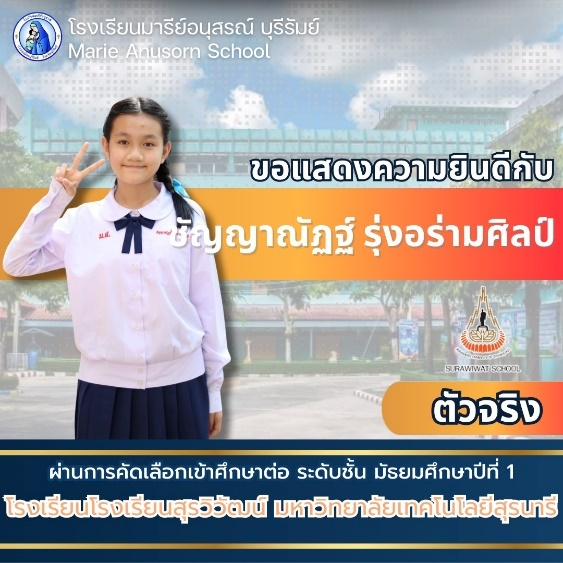 โรงเรียนมารีย์อนุสรณ์ บุรีรัมย์
Marie Anusorn School
ขอแสดงความยินดีกับ
ชัญญาณัฏฐ์ รุ่งอร่ามศิลป์
SURAWIWAT SCHOOL
ตัวจริง
ผ่านการคัดเลือกเข้าศึกษาต่อ ระดับชั้น มัธยมศึกษาปีที่ 1
โรงเรียนโรงเรียนสุรวิวัฒน์ มหาวิทยาลัยเทคโนโลยีสุรนารี